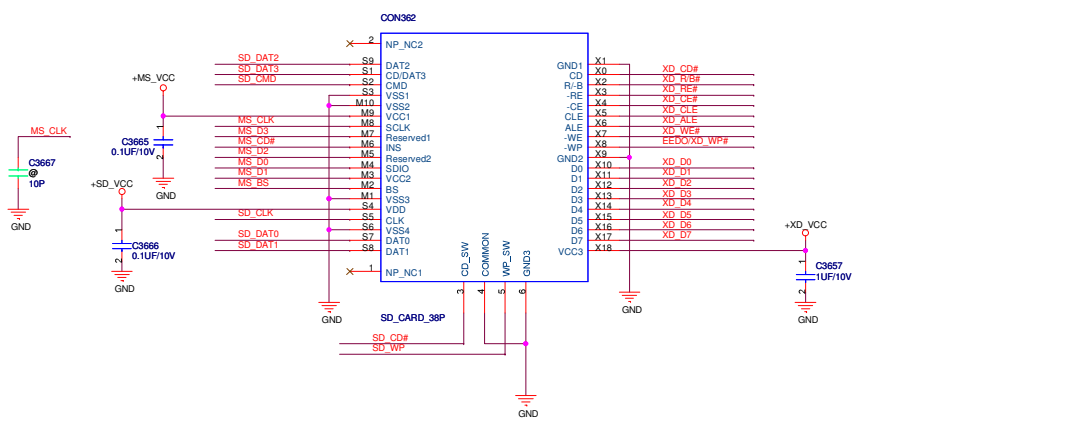 CON362
2 NP_NC2
SD_DAT2 S9 DAT2
SD_DAT3 S1 CD/DAT3
SD_CMD S2 CMD
S3 VSS1
M10 VSS2
+MS_VCC M9 VCC1
MS_CLK M8 SCLK
MS_D3 M7 Reserved1
MS_CD# M6 INS
MS_D2 M5 Reserved2
MS_D0 M4 SDIO
MS_D1 M3 VCC2
MS_BS M2 BS
M1 VSS3
+SD_VCC S4 VDD
SD_CLK S5 CLK
S6 VSS4
SD_DAT0 S7 DAT0
SD_DAT1 S8 DAT1
1 NP_NC1
GND1 X1
CD X0 XD_CD#
R/-B X2 XD_R/B#
-RE X3 XD_RE#
-CE X4 XD_CE#
CLE X5 XD_CLE
ALE X6 XD_ALE
-WE X7 XD_WE#
-WP X8 EEDO/XD_WP#
GND2 X9
D0 X10 XD_D0
D1 X11 XD_D1
D2 X12 XD_D2
D3 X13 XD_D3
D4 X14 XD_D4
D5 X15 XD_D5
D6 X16 XD_D6
D7 X17 XD_D7
VCC3 X18
+XD_VCC
CD_SW 3
COMMON 4
WP_SW 5
GND3 6
SD_CARD_38P
SD_CD#
SD_WP
GND
GND
GND
MS_CLK
C3667
@
10P
GND
1
C3665
0.1UF/10V
2
GND
1
C3666
0.1UF/10V
2
GND
1
C3657
1UF/10V
2
GND